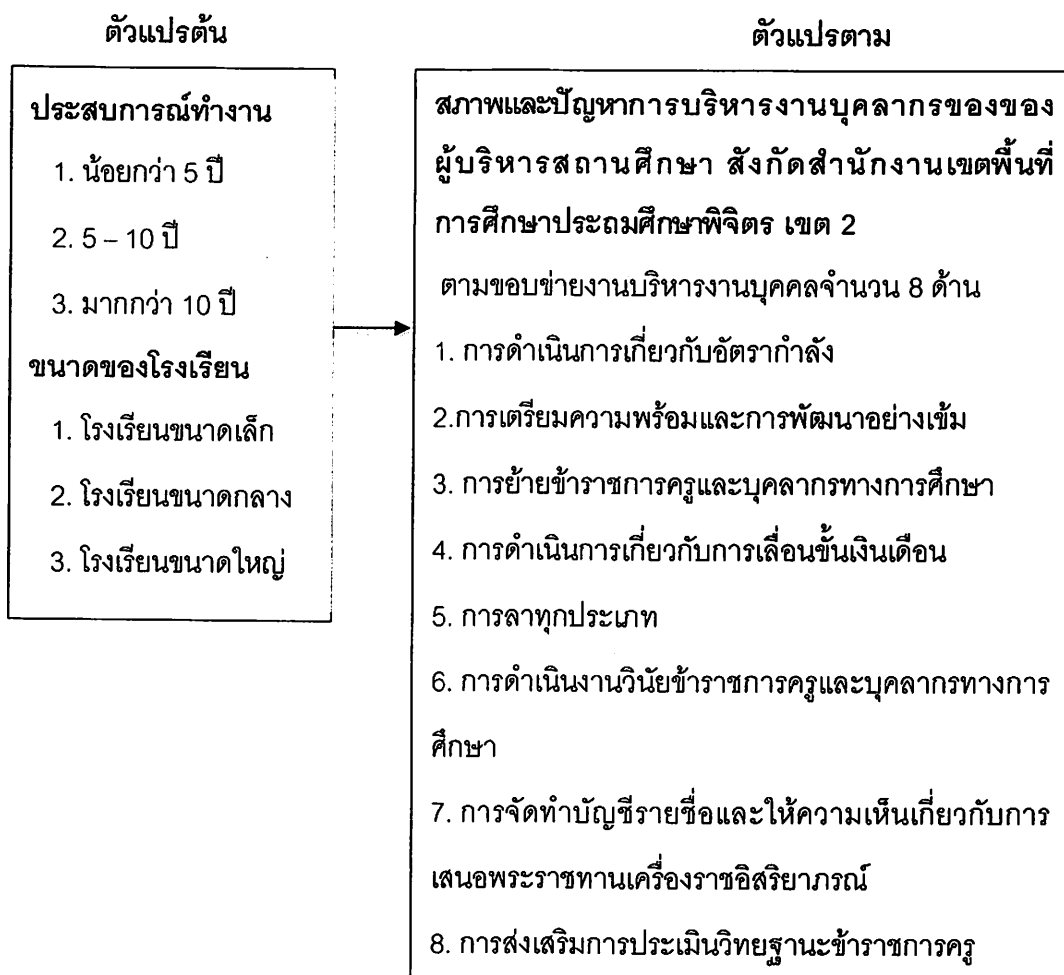 ตัวแปรต้น
ประสบการณ์ทำงาน
1. น้อยกว่า 5 ปี
2. 5 – 10 ปี
3. มากกว่า 10 ปี
ขนาดของโรงเรียน
1. โรงเรียนขนาดเล็ก
2. โรงเรียนขนาดกลาง
3. โรงเรียนขนาดใหญ่
ตัวแปรตาม
สภาพและปัญหาการบริหารงานบุคลากรของของ
ผู้บริหารสถานศึกษา สังกัดสำนักงานเขตพื้นที่
การศึกษาประถมศึกษาพิจิตร เขต 2
ตามขอบข่ายงานบริหารงานบุคคลจำนวน 8 ด้าน
1. การดำเนินการเกี่ยวกับอัตรากำลัง
2.การเตรียมความพร้อมและการพัฒนาอย่างเข้ม
3. การย้ายข้าราชการครูและบุคลากรทางการศึกษา
4. การดำเนินการเกี่ยวกับการเลื่อนขั้นเงินเดือน
5. การลาทุกประเภท
6. การดำเนินงานวินัยข้าราชการครูและบุคลากรทางการ
ศึกษา
7. การจัดทำบัญชีรายชื่อและให้ความเห็นเกี่ยวกับการ
เสนอพระราชทานเครื่องราชอิสริยาภรณ์
8. การส่งเสริมการประเมินวิทยฐานะข้าราชการครู